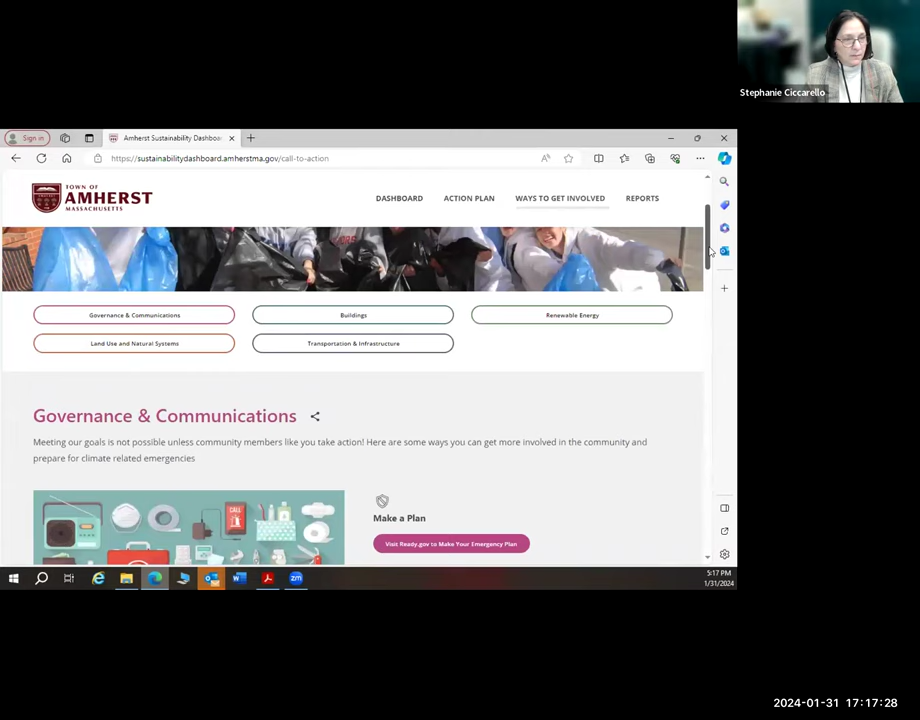 Stephanie Ciccarello
Sign in
Amherst Sustainability Dashboa
https://sustainabilitydashboard.amherstma.gov/call-to-action
TOWN OF
AMHERST
MASSACHUSETTS
DASHBOARD
ACTION PLAN
WAYS TO GET INVOLVED
REPORTS
Governance & Communications
Buildings
Renewable Energy
Land Use and Natural Systems
Transportation & Infrastructure
Governance & Communications
Meeting our goals is not possible unless community members like you take action! Here are some ways you can get more involved in the community and
prepare for climate related emergencies
CALL
Make a Plan
Visit Ready.gov to Make Your Emergency Plan
zm
5:17 PM
1/31/2024
2024-01-31 17:17:28